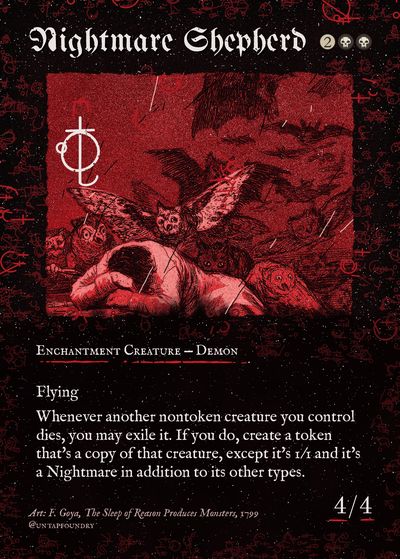 Nightmare Shepherd 2
Enchantment Creature – Demon
Flying
Whenever another nontoken creature you control
dies, you may exile it. If you do, create a token
that's a copy of that creature, except it's 1/1 and it's
a Nightmare in addition to its other types.
4/4
Art: F. Goya, The Sleep of Reason Produces Monsters, 1799
@untapfoundry